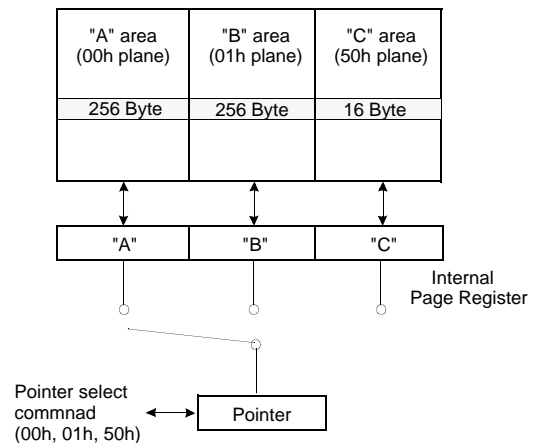 "A" area "B" area "C" area
(00h plane) (01h plane) (50h plane)
256 Byte 256 Byte 16 Byte
"A" "B" "C"
Internal
Page Register
Pointer select
commnad
(00h, 01h, 50h)
Pointer